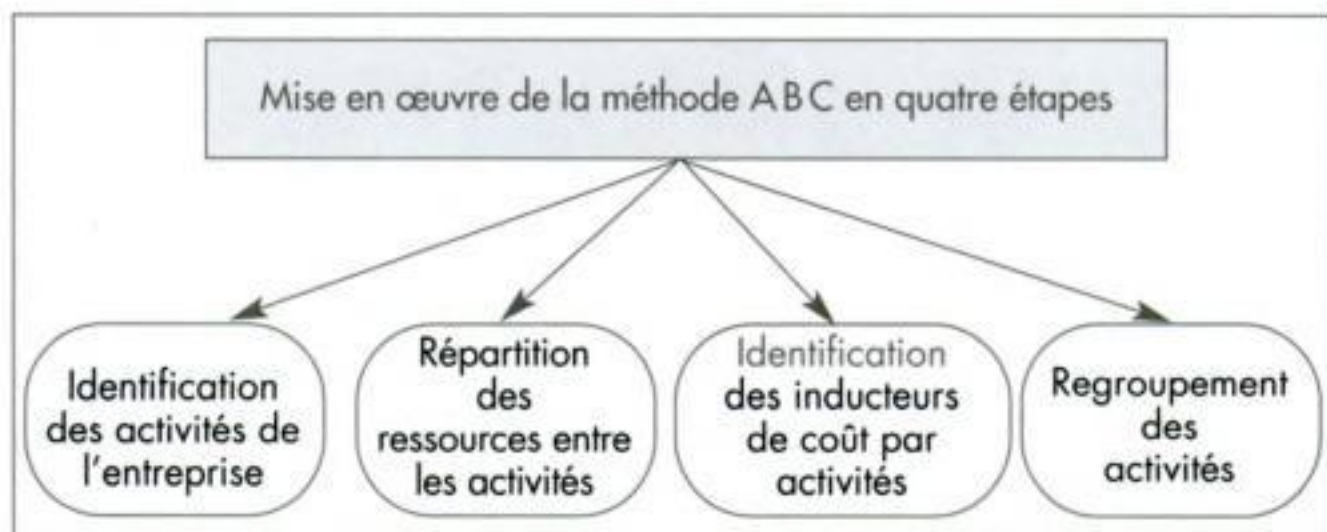 Mise en œuvre de la méthode ABC en quatre étapes
Identification
des activités de
l'entreprise
Répartition
des
ressources entre
les activités
Identification
des inducteurs
de coût par
activités
Regroupement
des
activités